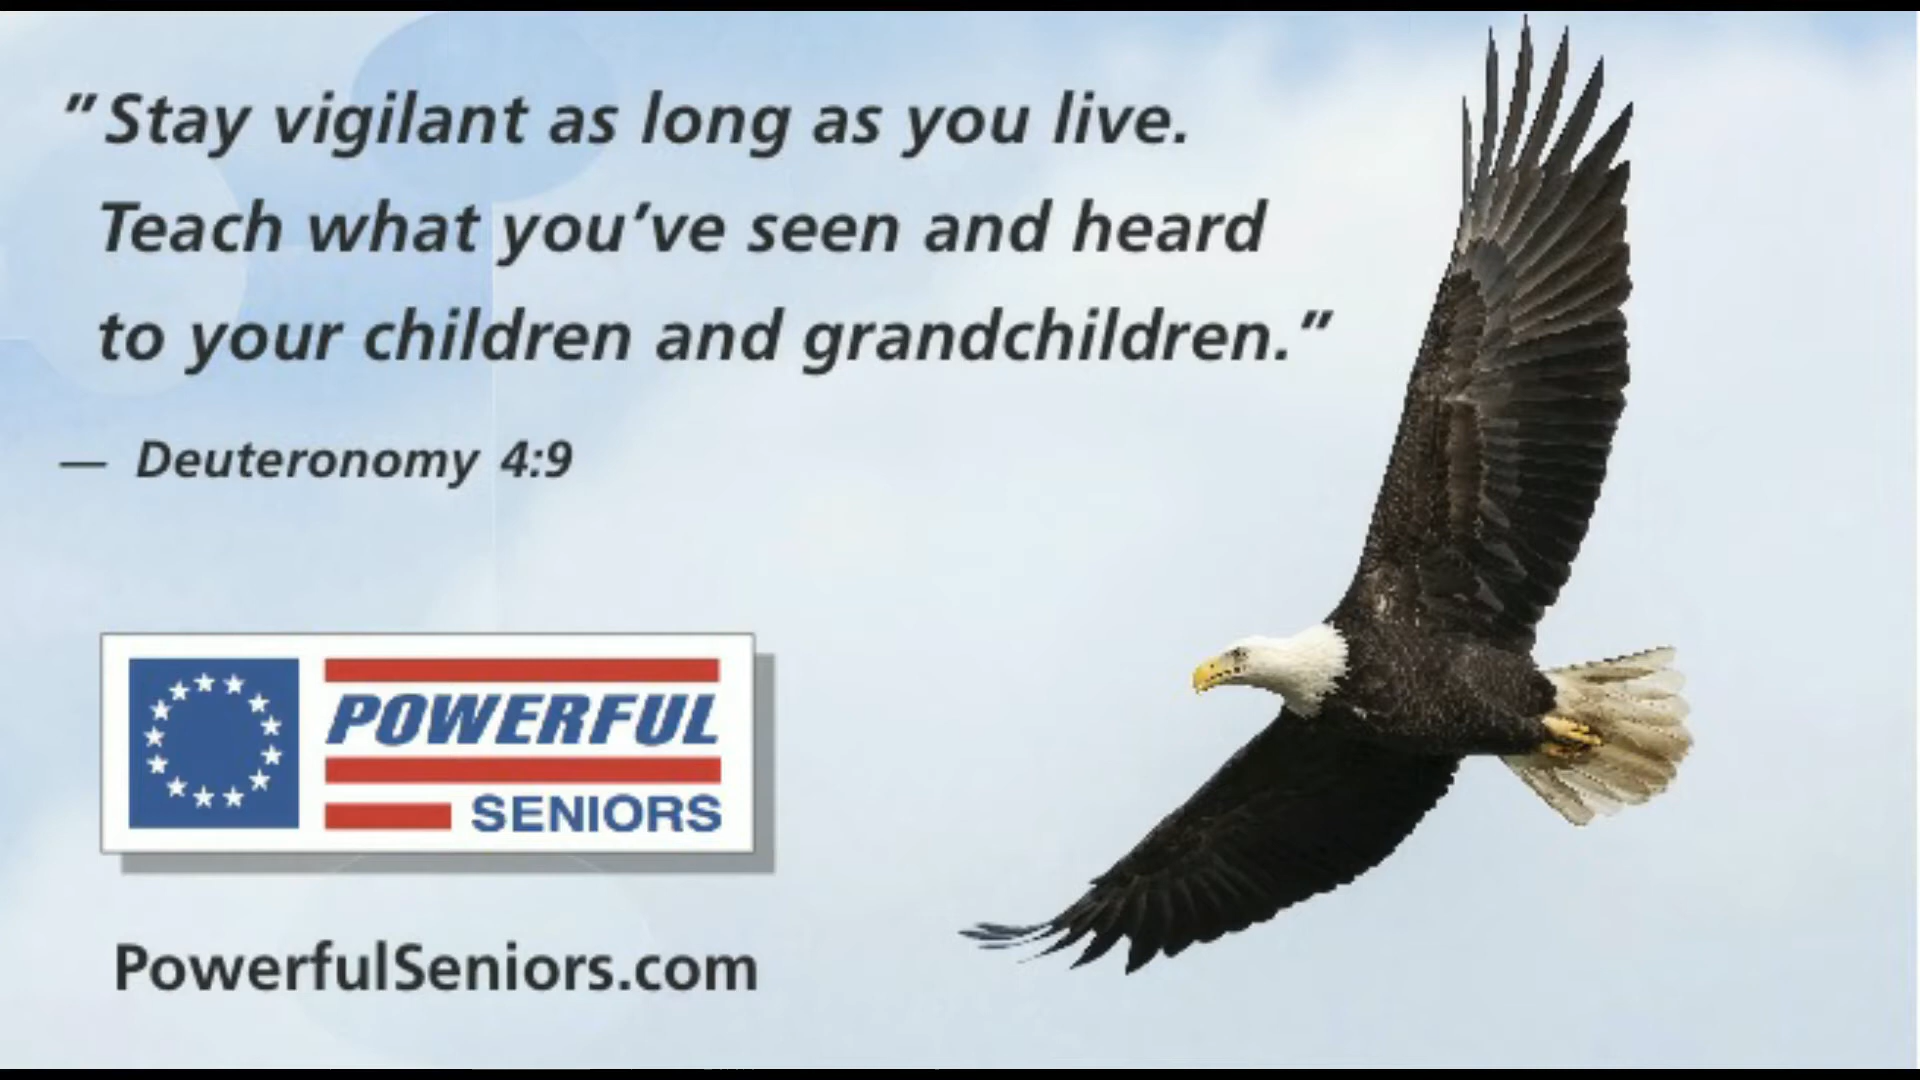 "Stay vigilant as long as you live.
Teach what you've seen and heard
to your children and grandchildren."
— Deuteronomy 4:9
POWERFUL
SENIORS
PowerfulSeniors.com